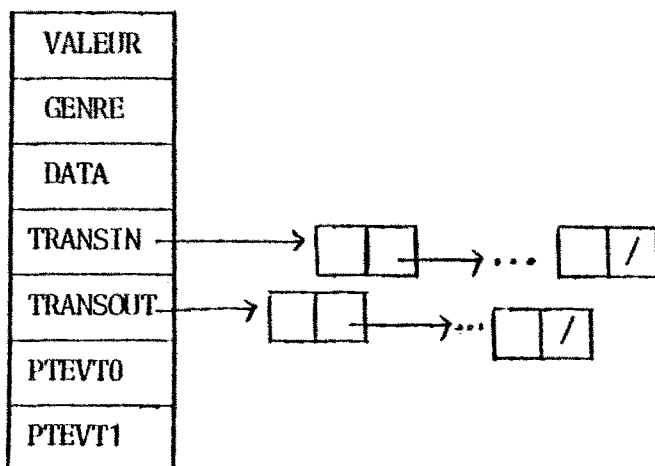 VALEUR
GENRE
DATA
TRANSIN ... /
TRANSOUT ... /
PTEVT0
PTEVT1